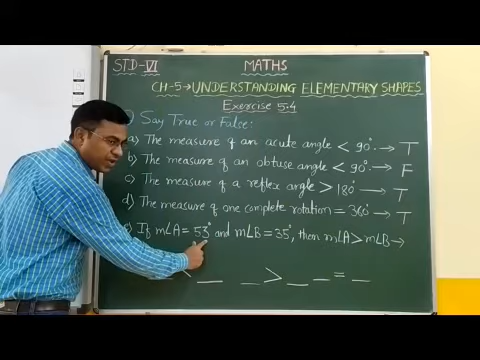 STD-VI MATHS
CH-5→UNDERSTANDING ELEMENTARY SHAPES
Exercise 5.4
Say True or False:
a) The measure of an acute angle < 90° → T
b) The measure of an obtuse angle < 90° → F
c) The measure of a reflex angle > 180° → T
d) The measure of one complete rotation = 360° → T
If m∠A = 53° and m∠B = 35°, then m∠A > m∠B →
< _ _ > _ _ = _